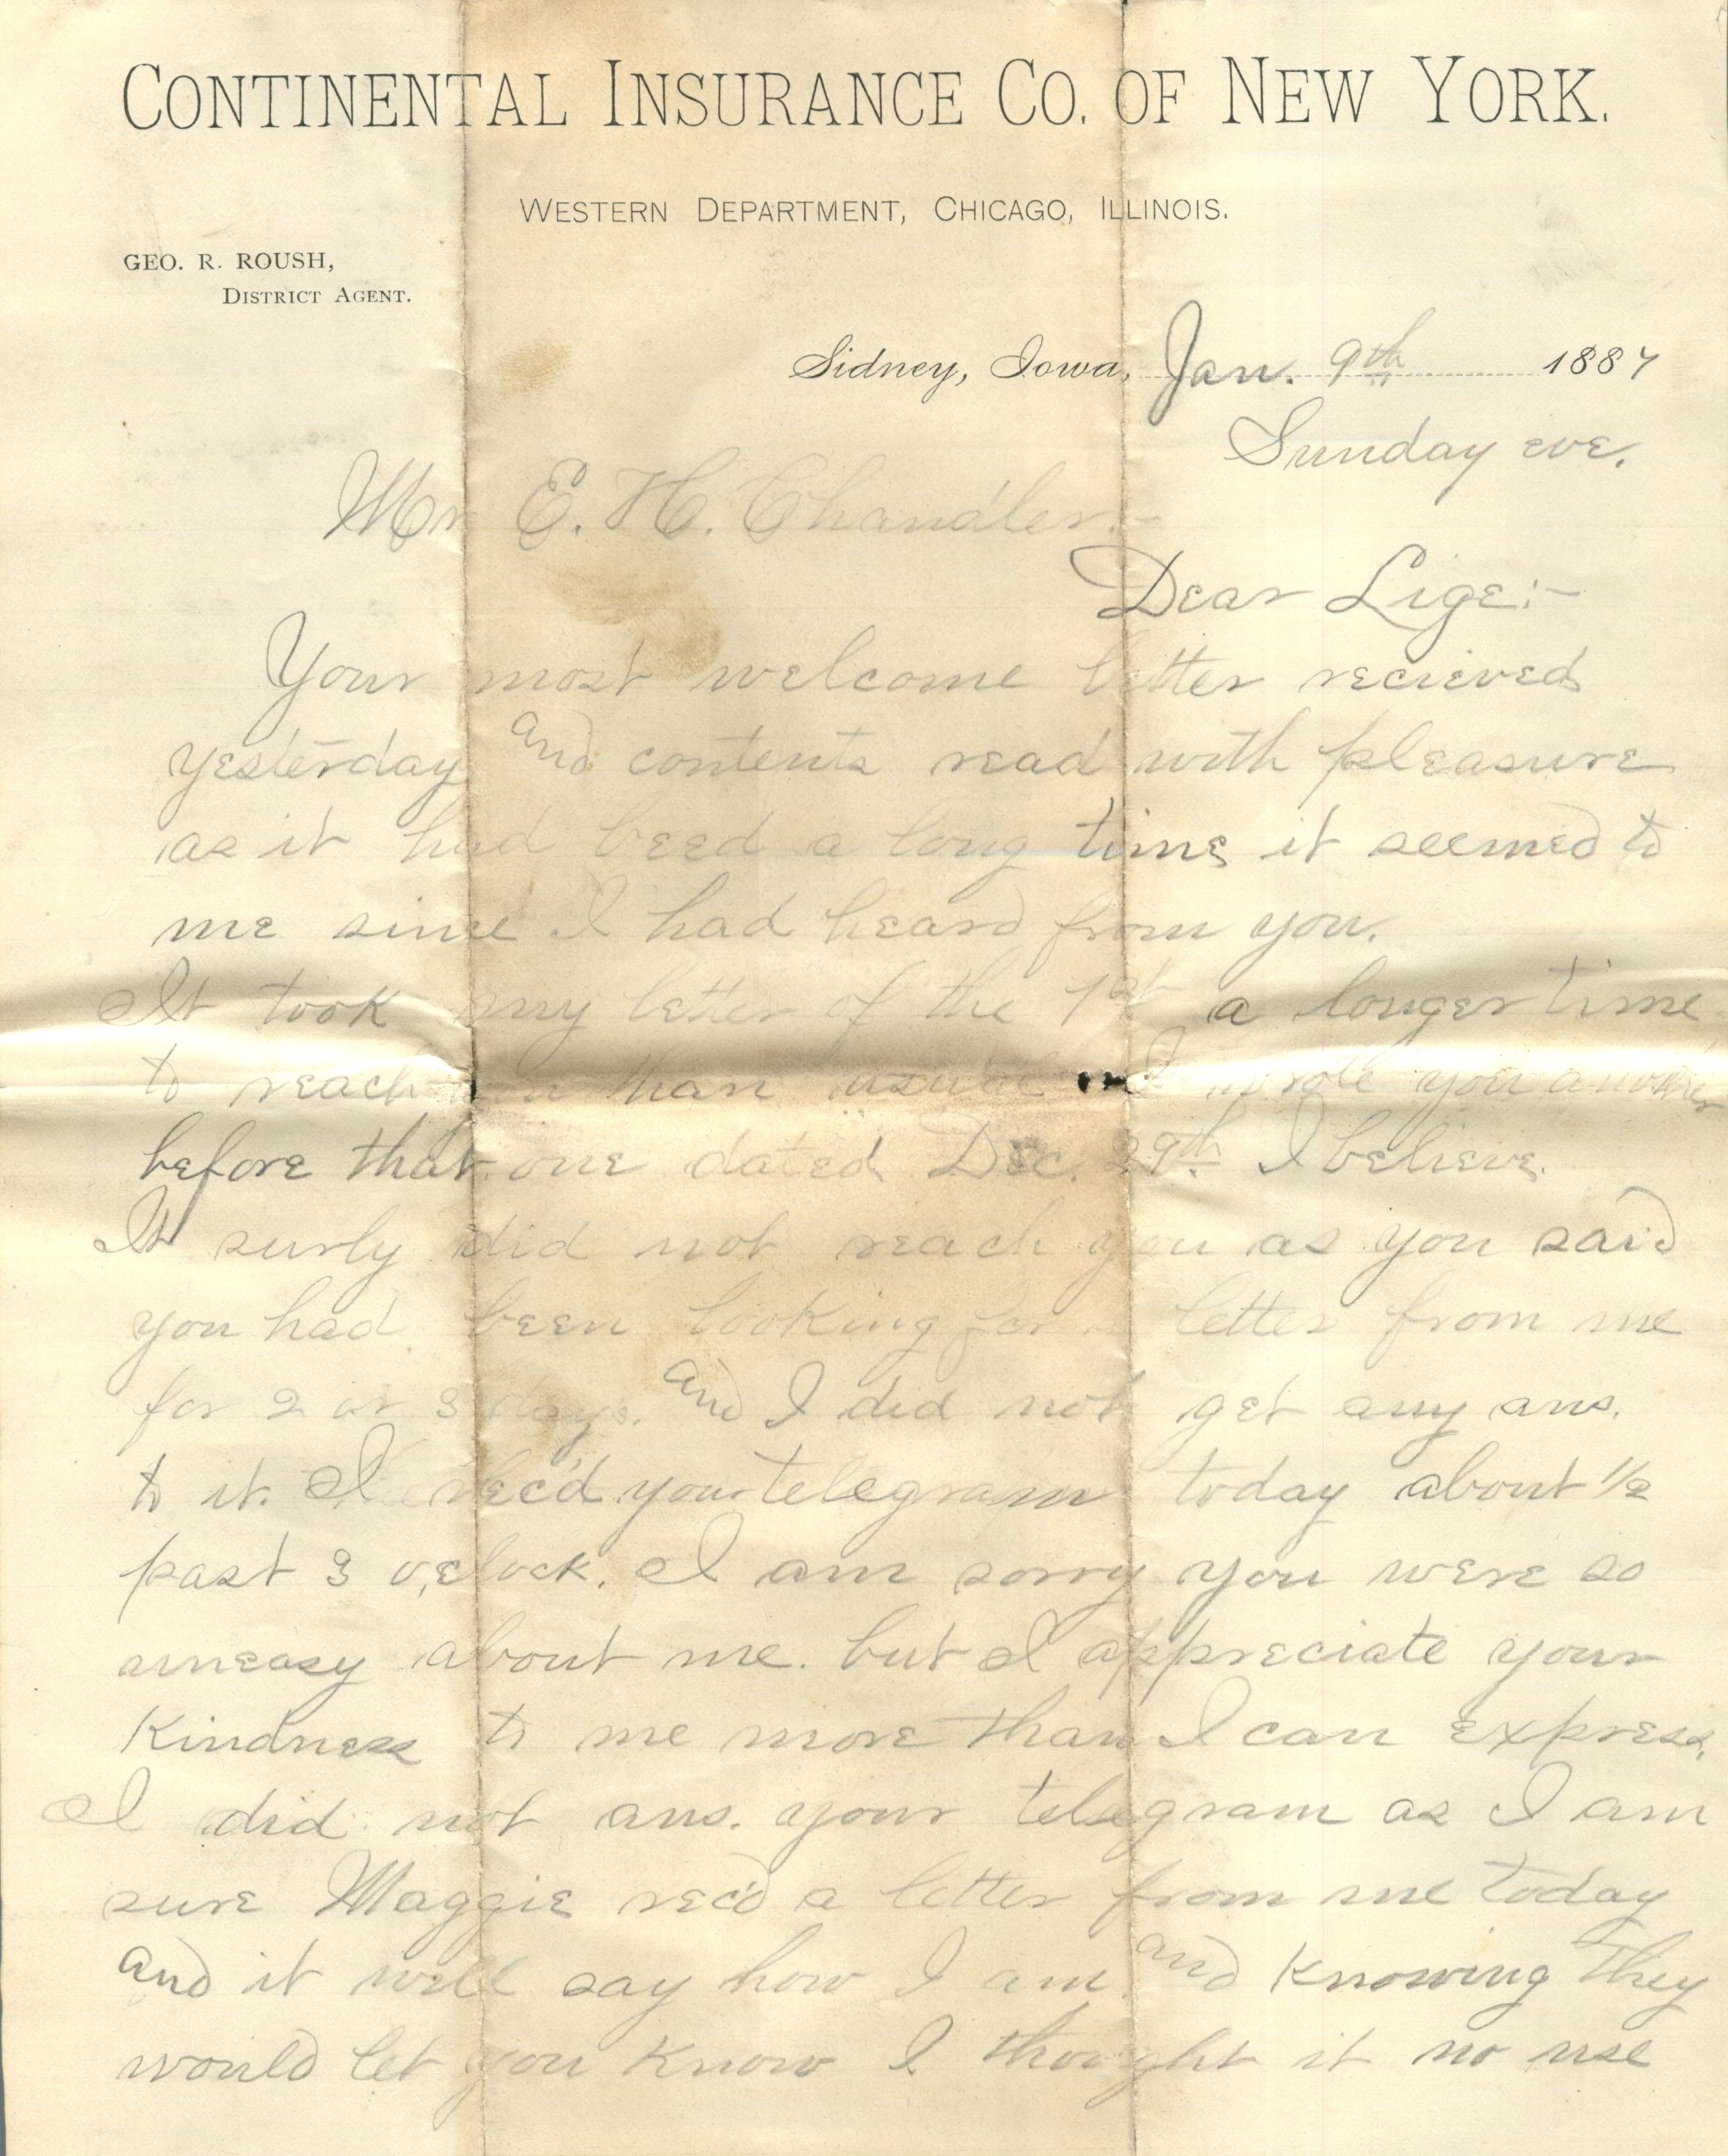 CONTINENTAL INSURANCE CO. OF NEW YORK.
WESTERN DEPARTMENT, CHICAGO, ILLINOIS.
GEO. R. ROUSH,
DISTRICT AGENT.
Sidney, Iowa, Jan. 9th 1887
Sunday eve.
Mr E. H. Chandler:-
Dear Lige:-
Your most welcome letter recieved
yesterday and contents read with pleasure
as it had beed a long time it seemed to
me since I had heard from you.
It took my letter of the 1st a longer time
to reach you than usual I wrote you another
before that one dated Dec. 29th I believe.
It surly did not reach you as you said
you had been looking for a letter from me
for 2 or 3 days. and I did not get any ans.
to it. I rec'd your telegram today about 1/2
past 3 o,clock. I am sorry you were so
uneasy about me. but I appreciate your
kindness to me more than I can express.
I did not ans. your telegram as I am
sure Maggie rec'd a letter from me today
and it will say how I am. and knowing they
would let you know I thought it no use